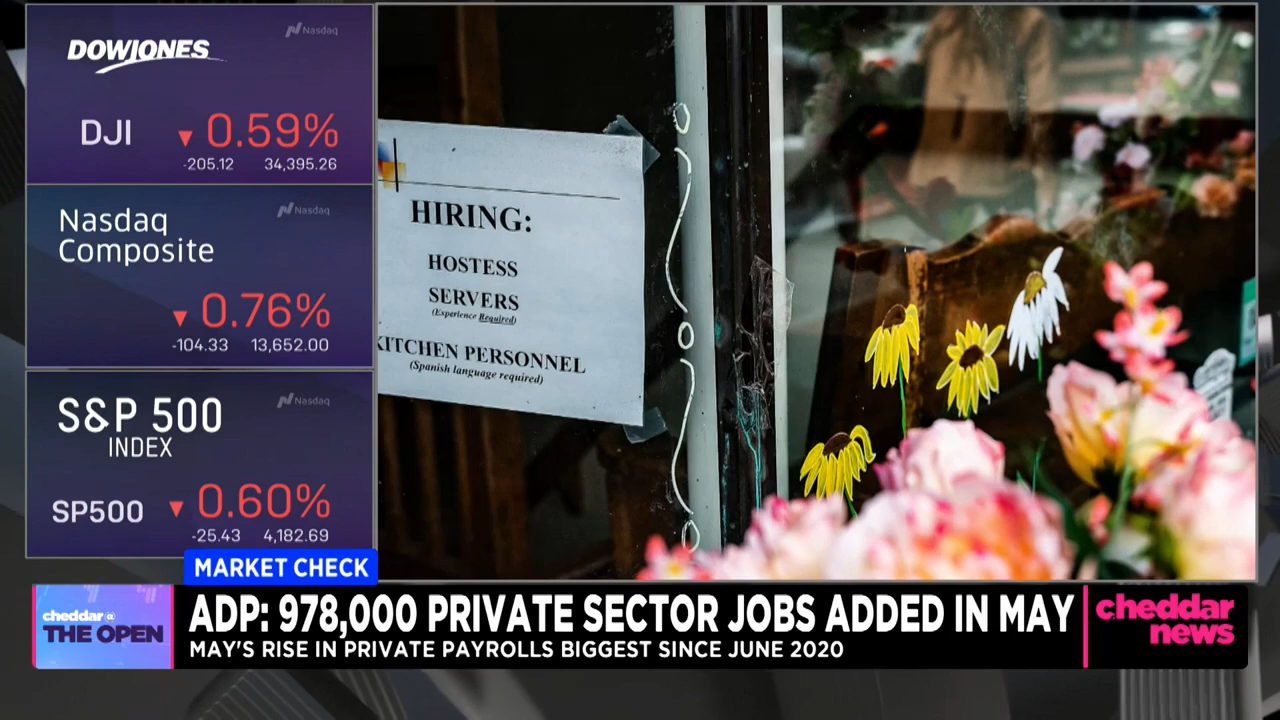 DOWJONES
Nasdaq
DJI
▼ 0.59%
-205.12 34,395.26
Nasdaq
Composite
Nasdaq
▼ 0.76%
-104.33 13,652.00
S&P 500
INDEX
Nasdaq
SP500
▼ 0.60%
-25.43 4,182.69
HIRING:
HOSTESS
SERVERS
(Experience Required)
KITCHEN PERSONNEL
(Spanish language required)
MARKET CHECK
cheddar @
THE OPEN
ADP: 978,000 PRIVATE SECTOR JOBS ADDED IN MAY
MAY'S RISE IN PRIVATE PAYROLLS BIGGEST SINCE JUNE 2020
cheddar
news